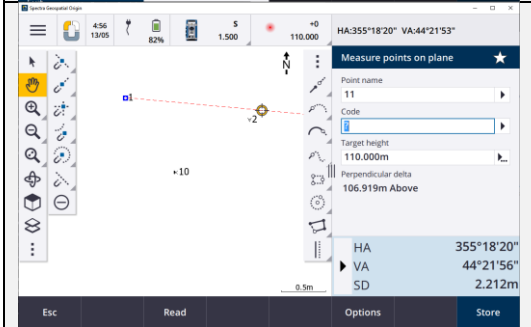 Spectra Geospatial Origin
4:56
13/05
82%
S
1.500
+0
110.000
HA:355°18'20" VA:44°21'53"
Measure points on plane
Point name
11
Code
?
Target height
110.000m
Perpendicular delta
106.919m Above
N
1
2
10
0.5m
HA 355°18'20"
VA 44°21'56"
SD 2.212m
Esc Read Options Store